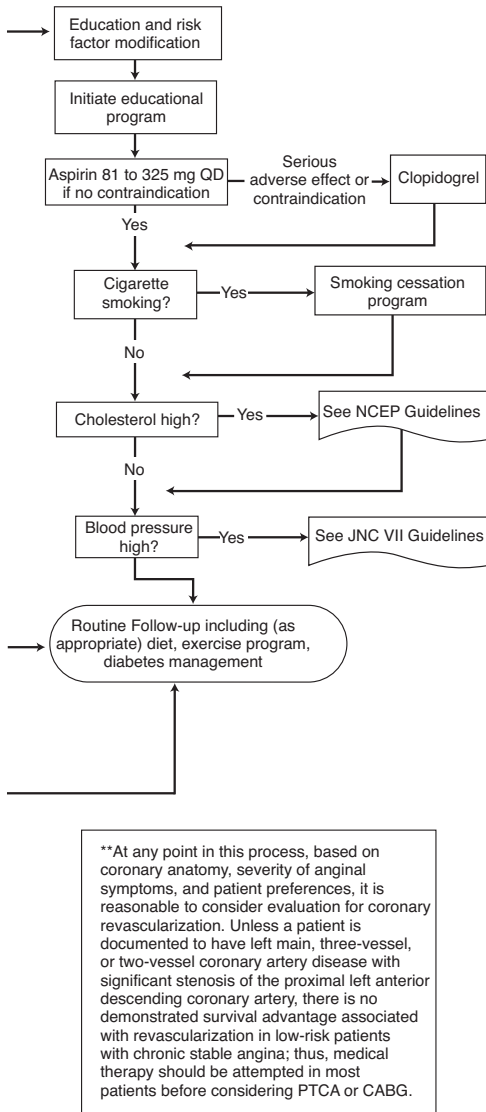 Education and risk
factor modification
Initiate educational
program
Aspirin 81 to 325 mg QD
if no contraindication
Serious
adverse effect or
contraindication
Clopidogrel
Yes
Cigarette
smoking?
Yes
Smoking cessation
program
No
Cholesterol high?
Yes
See NCEP Guidelines
No
Blood pressure
high?
Yes
See JNC VII Guidelines
Routine Follow-up including (as
appropriate) diet, exercise program,
diabetes management
**At any point in this process, based on
coronary anatomy, severity of anginal
symptoms, and patient preferences, it is
reasonable to consider evaluation for coronary
revascularization. Unless a patient is
documented to have left main, three-vessel,
or two-vessel coronary artery disease with
significant stenosis of the proximal left anterior
descending coronary artery, there is no
demonstrated survival advantage associated
with revascularization in low-risk patients
with chronic stable angina; thus, medical
therapy should be attempted in most
patients before considering PTCA or CABG.